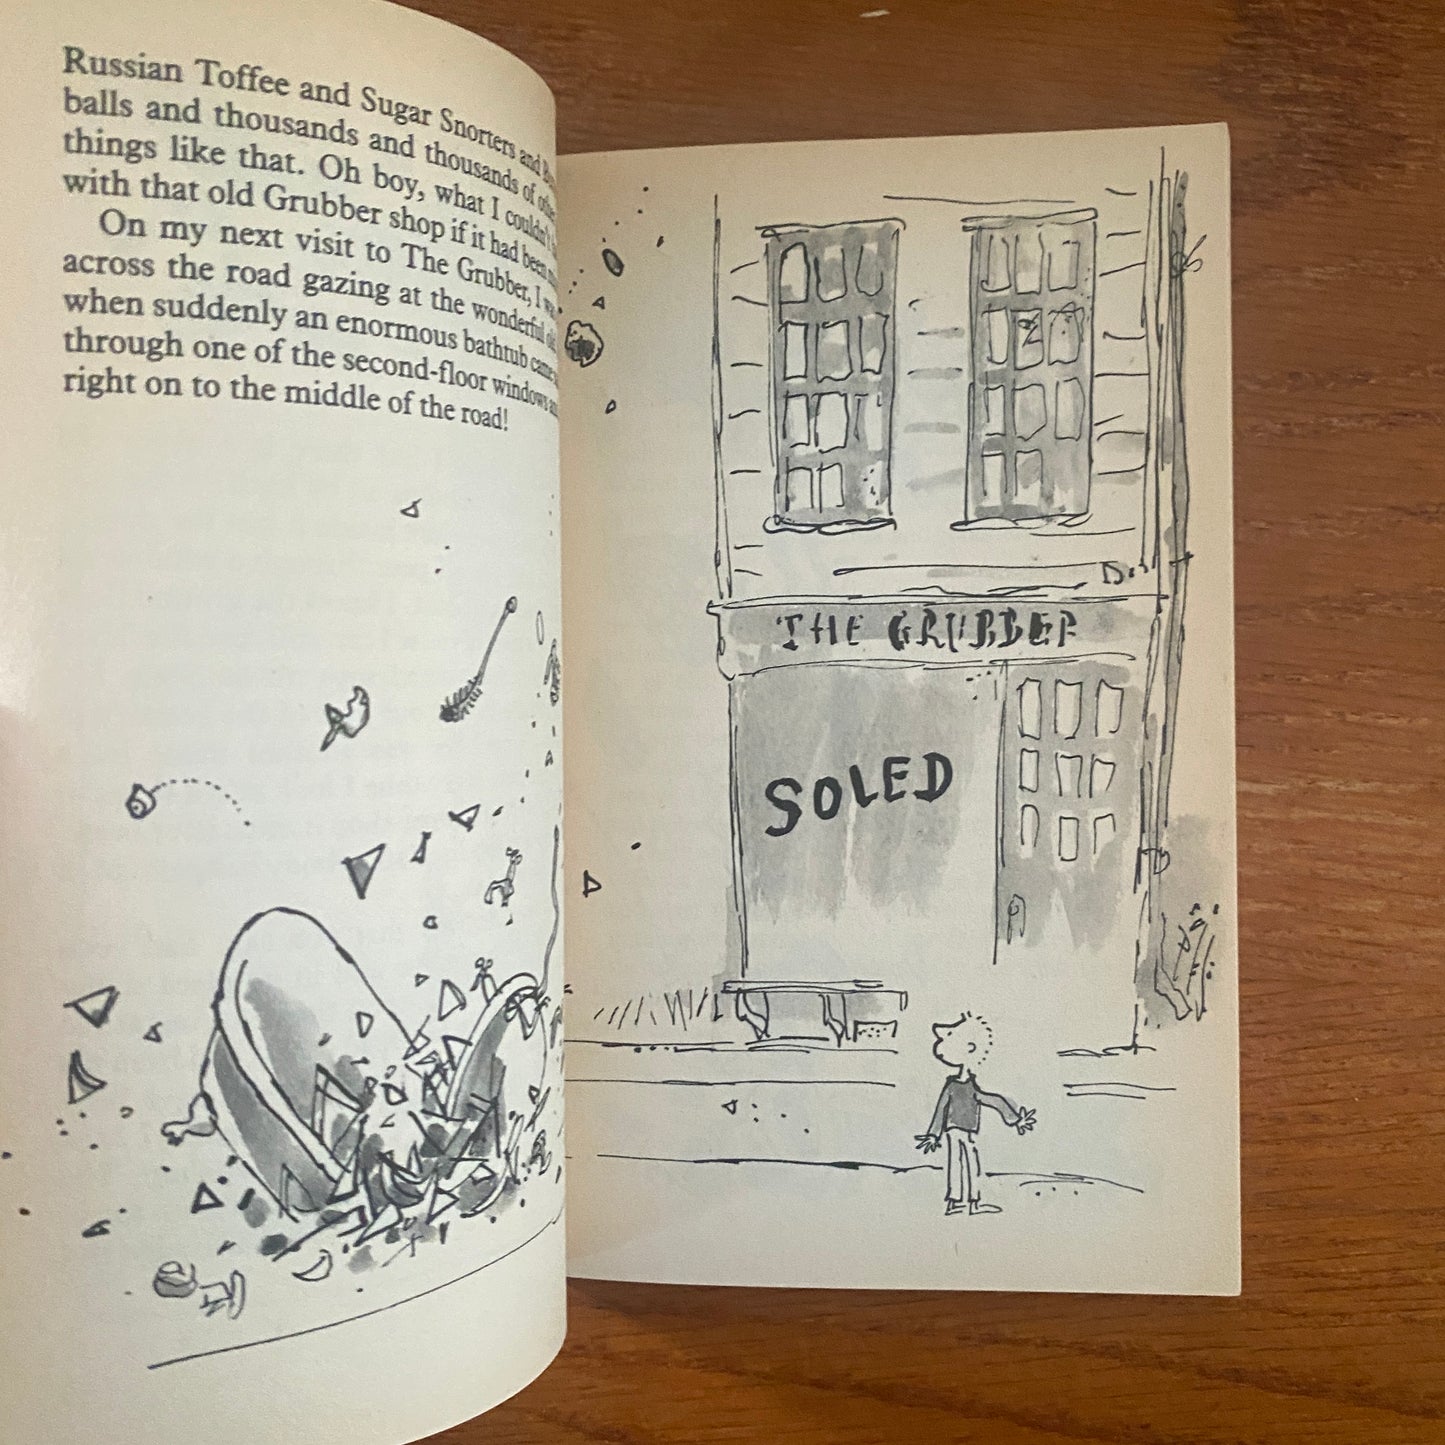 Russian Toffee and Sugar Snorters and
balls and thousands and thousands of
things like that. Oh boy, what I couldn't
with that old Grubber shop if it had been
On my next visit to The Grubber, I
across the road gazing at the wonderful
when suddenly an enormous bathtub came
through one of the second-floor windows
right on to the middle of the road!
THE GRUBBER
SOLED